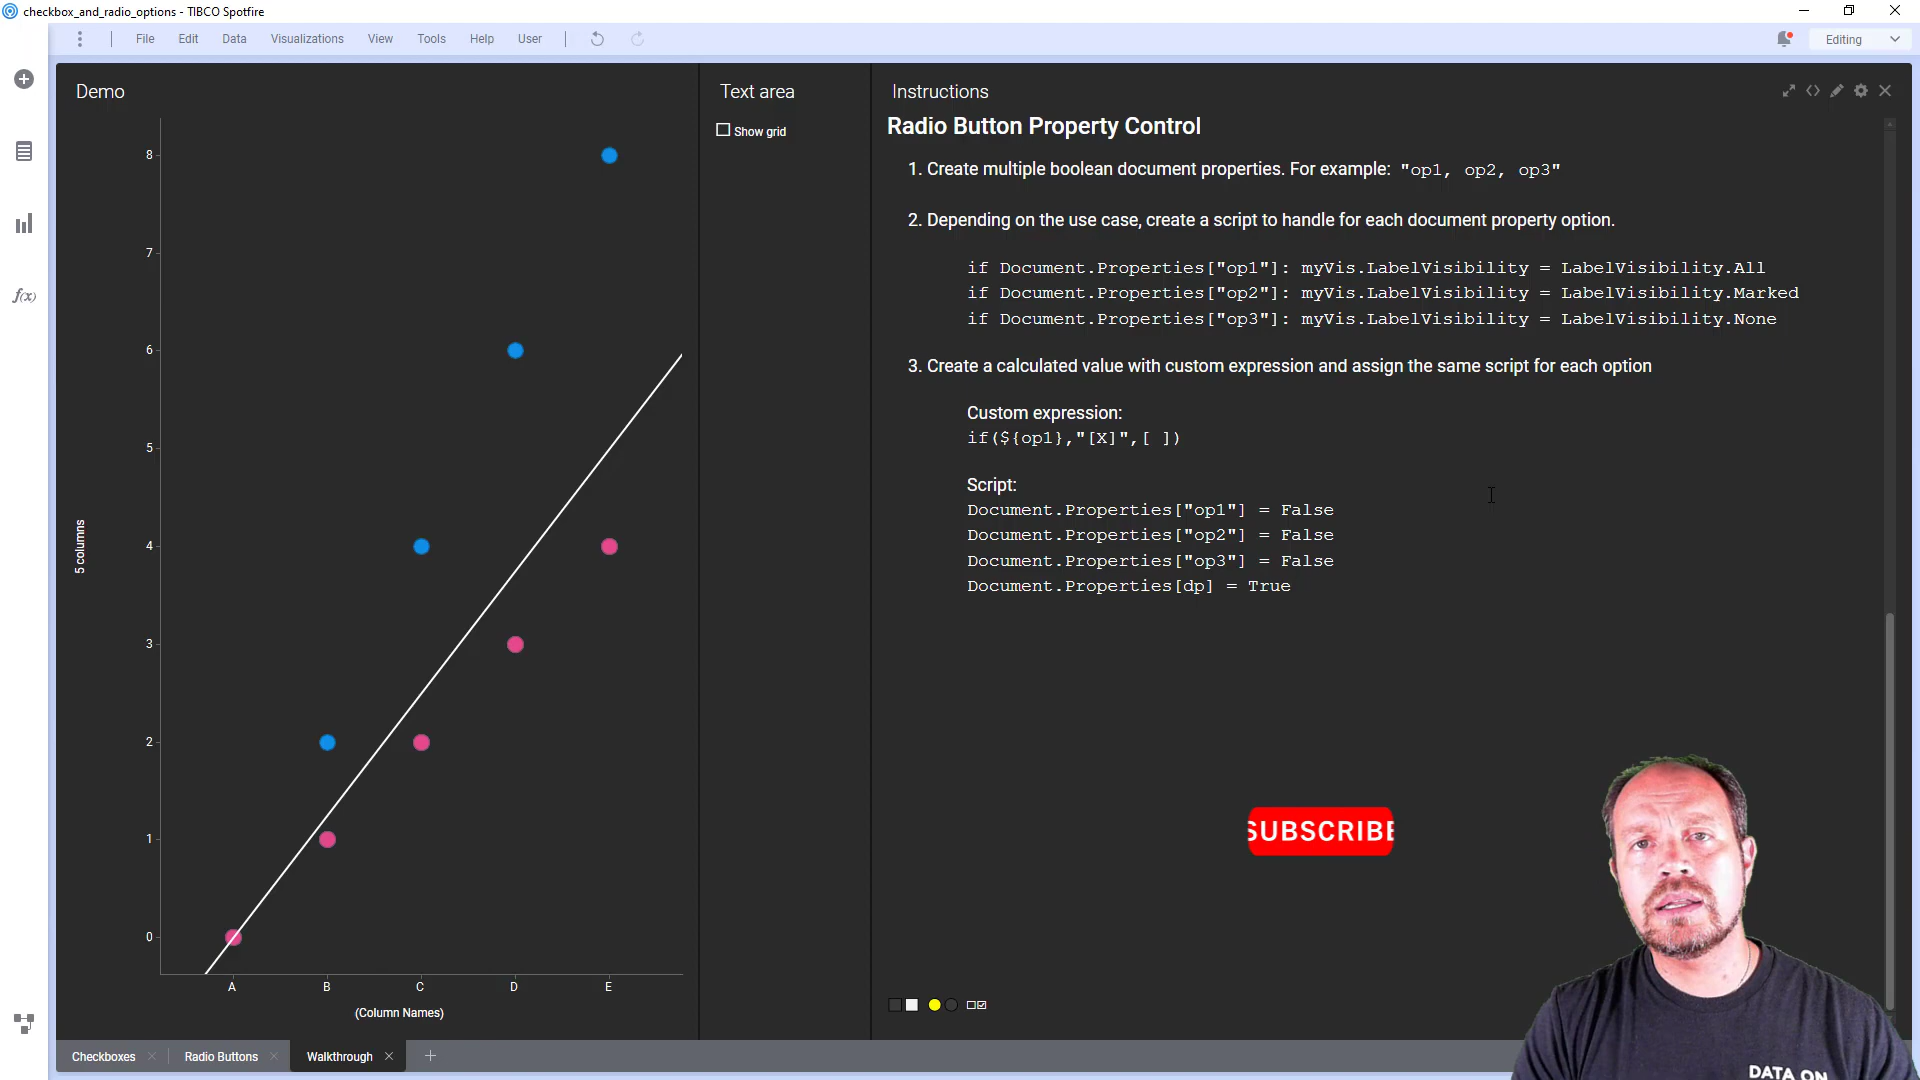 checkbox_and_radio_options - TIBCO Spotfire
File Edit Data Visualizations View Tools Help User
Editing
f(x)
Demo
8
7
6
5
4
3
2
1
0
5 columns
A B C D E
(Column Names)
Text area
Show grid
Instructions
Radio Button Property Control
1. Create multiple boolean document properties. For example: "op1, op2, op3"
2. Depending on the use case, create a script to handle for each document property option.
if Document.Properties["op1"]: myVis.LabelVisibility = LabelVisibility.All
if Document.Properties["op2"]: myVis.LabelVisibility = LabelVisibility.Marked
if Document.Properties["op3"]: myVis.LabelVisibility = LabelVisibility.None
3. Create a calculated value with custom expression and assign the same script for each option
Custom expression:
if(${op1},"[X]",[ ])
Script:
Document.Properties["op1"] = False
Document.Properties["op2"] = False
Document.Properties["op3"] = False
Document.Properties[dp] = True
SUBSCRIBE
DATA ON
Checkboxes Radio Buttons Walkthrough